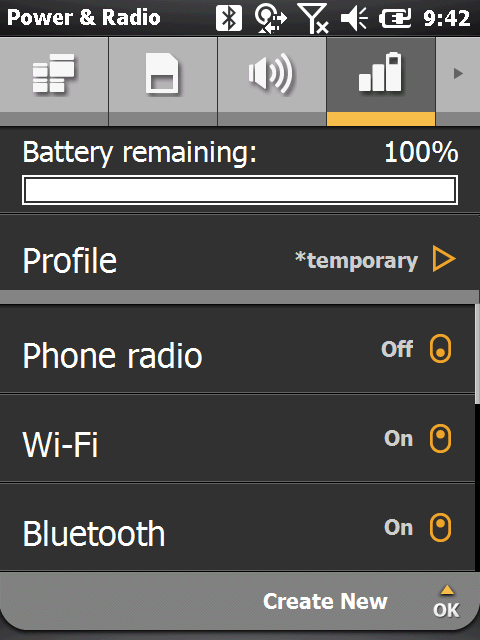 Power & Radio 9:42
Battery remaining: 100%
Profile *temporary
Phone radio Off
Wi-Fi On
Bluetooth On
Create New OK